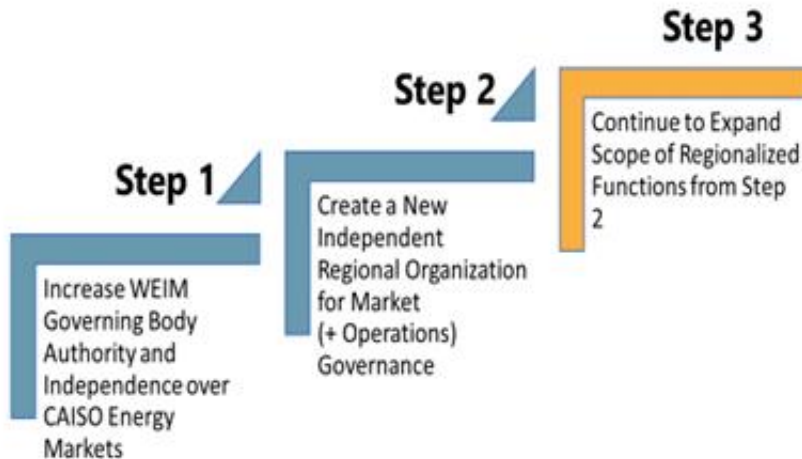 Step 1
Increase WEIM
Governing Body
Authority and
Independence over
CAISO Energy
Markets
Step 2
Create a New
Independent
Regional Organization
for Market
(+ Operations)
Governance
Step 3
Continue to Expand
Scope of Regionalized
Functions from Step
2